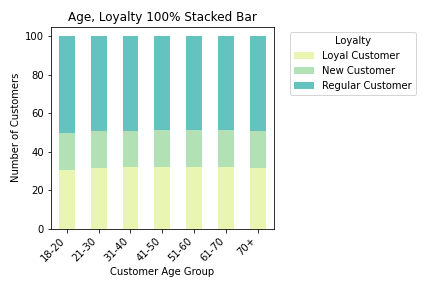 Age, Loyalty 100% Stacked Bar
Loyalty
Loyal Customer
New Customer
Regular Customer
Number of Customers
100
80
60
40
20
0
18-20
21-30
31-40
41-50
51-60
61-70
70+
Customer Age Group